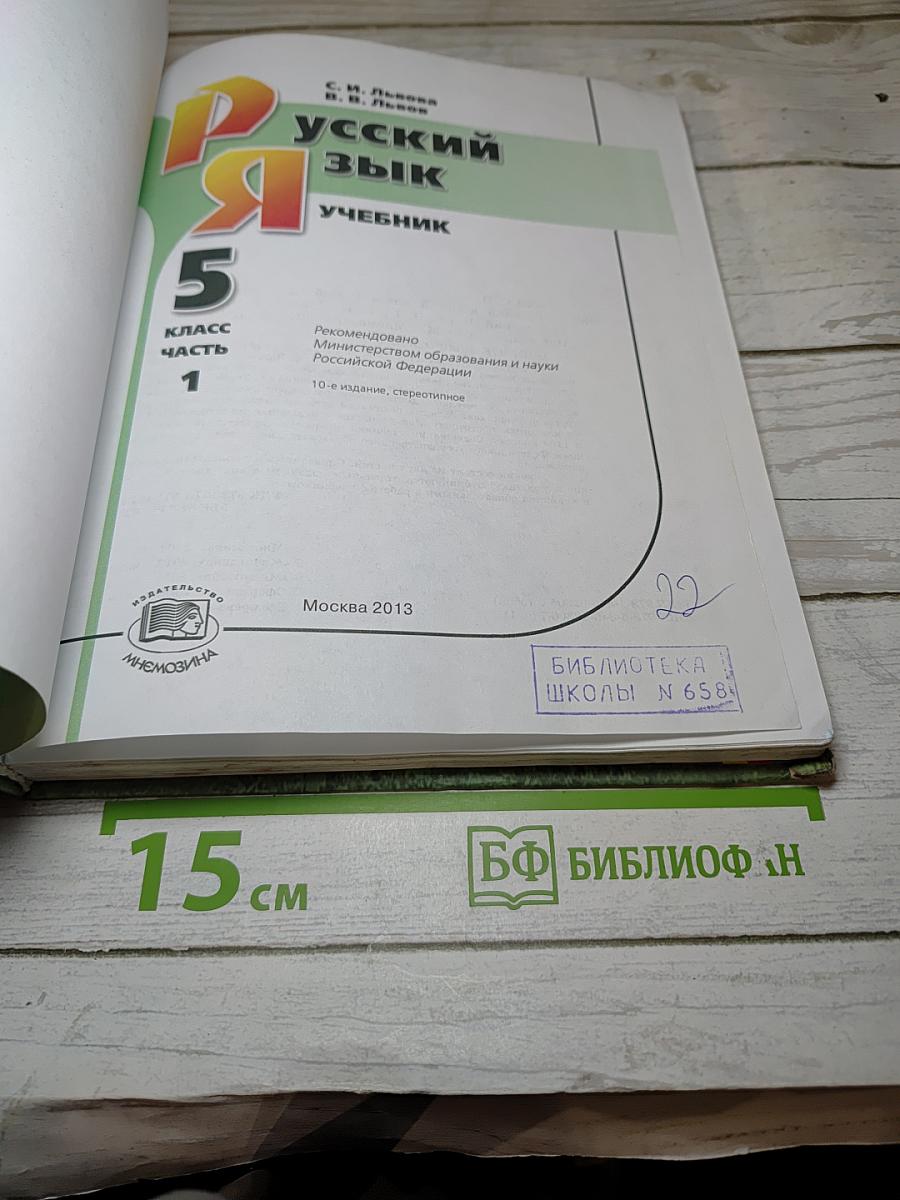 С. И. Львова
В. В. Львов
Русский
Язык
УЧЕБНИК
5
КЛАСС
ЧАСТЬ
1
Рекомендовано
Министерством образования и науки
Российской Федерации
10-е издание, стереотипное
ИЗДАТЕЛЬСТВО
МНЕМОЗИНА
Москва 2013
22
БИБЛИОТЕКА
ШКОЛЫ N 658
15 см
БФ БИБЛИОФАН